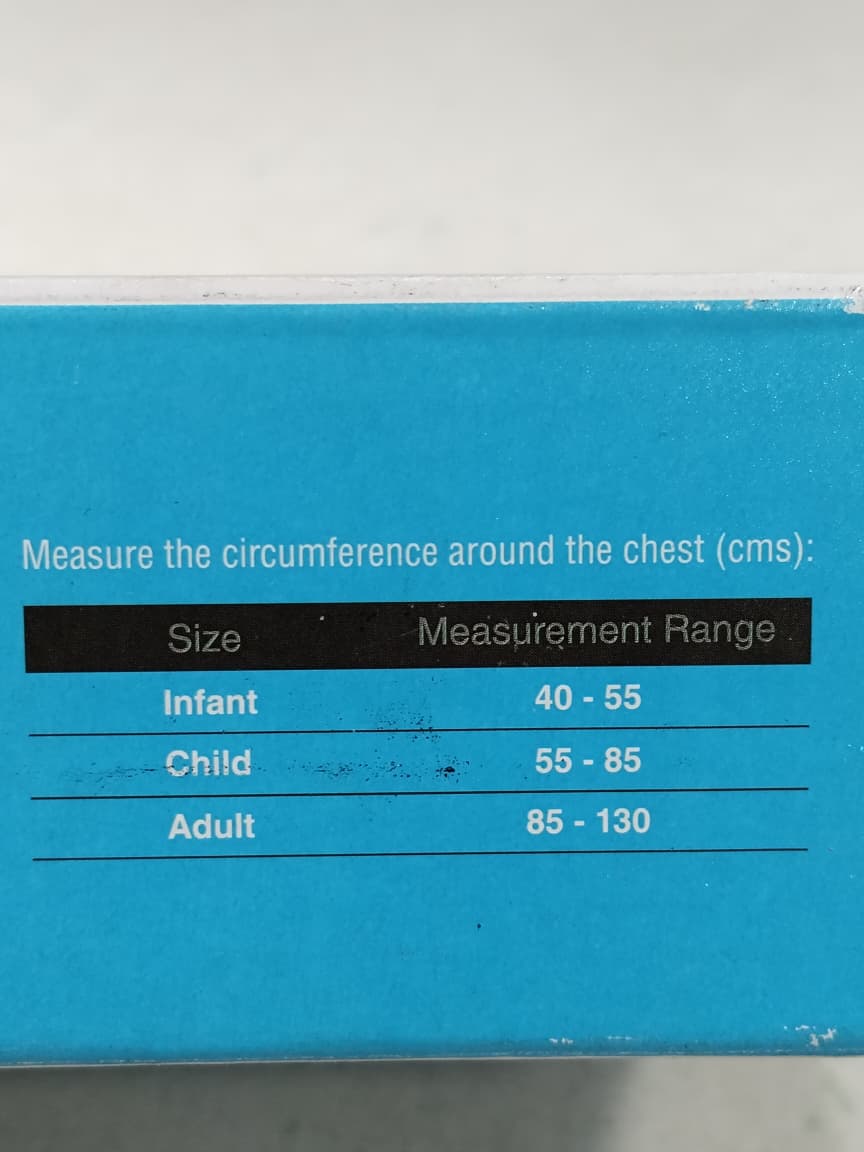 Measure the circumference around the chest (cms):
Size Measurement Range
Infant 40 - 55
Child 55 - 85
Adult 85 - 130